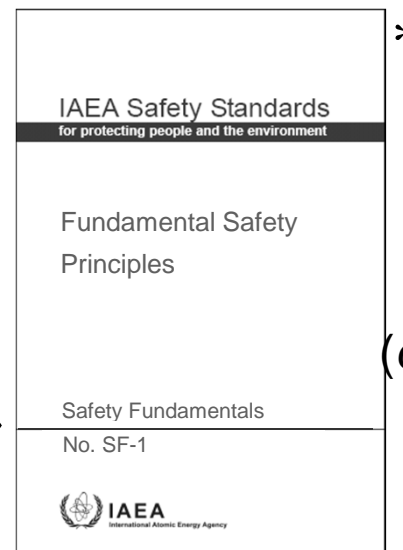 IAEA Safety Standards
for protecting people and the environment
Fundamental Safety
Principles
Safety Fundamentals
No. SF-1
IAEA
International Atomic Energy Agency